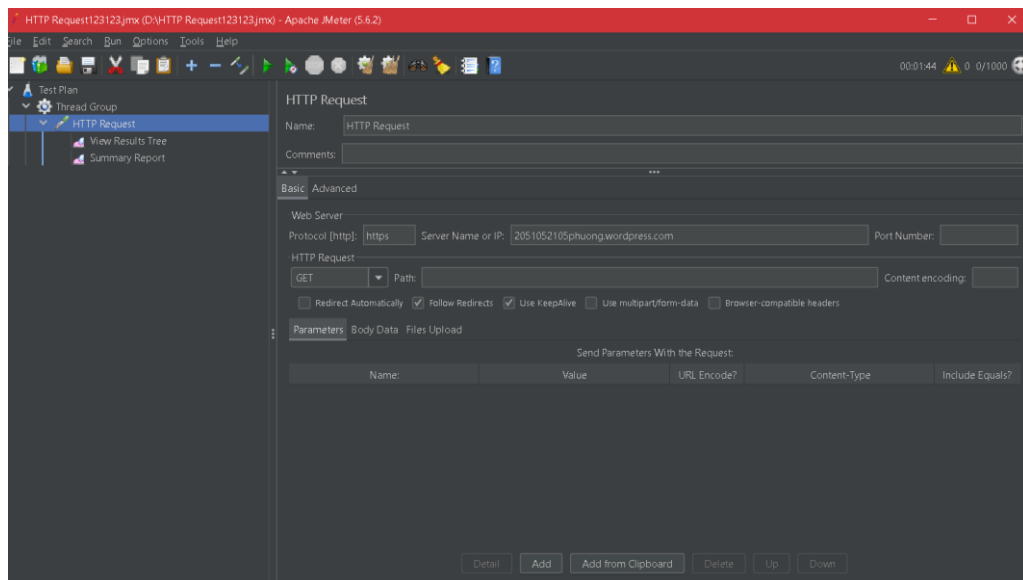 HTTP Request123123.jmx (D:\HTTP Request123123.jmx) - Apache JMeter (5.6.2)
ile Edit Search Run Options Tools Help
00:01:44 0 0/1000
Test Plan
Thread Group
HTTP Request
View Results Tree
Summary Report
HTTP Request
Name: HTTP Request
Comments:
Basic Advanced
Web Server
Protocol [http]: https Server Name or IP: 2051052105phuong.wordpress.com Port Number:
HTTP Request
GET Path: Content encoding:
Redirect Automatically Follow Redirects Use KeepAlive Use multipart/form-data Browser-compatible headers
Parameters Body Data Files Upload
Send Parameters With the Request:
Name: Value URL Encode? Content-Type Include Equals?
Detail Add Add from Clipboard Delete Up Down